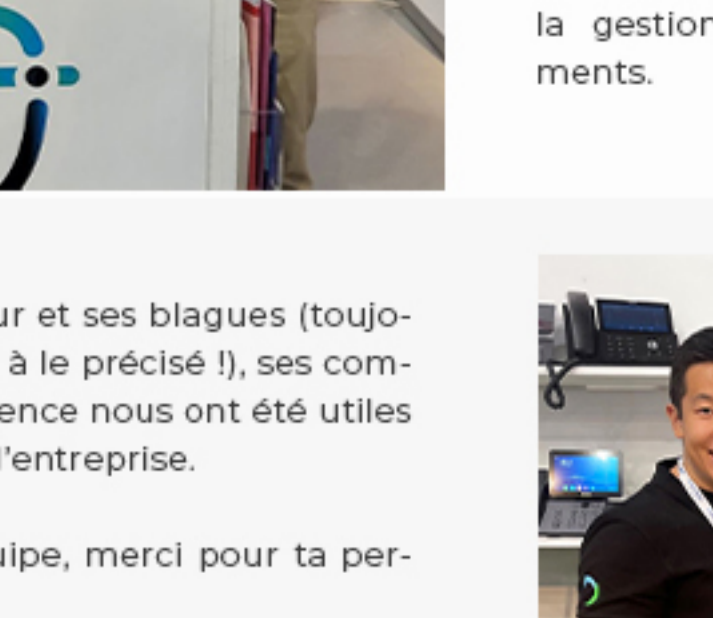 la gestion
ments.
ur et ses blagues (toujo-
à le précisé !), ses com-
ence nous ont été utiles
l'entreprise.
uipe, merci pour ta per-